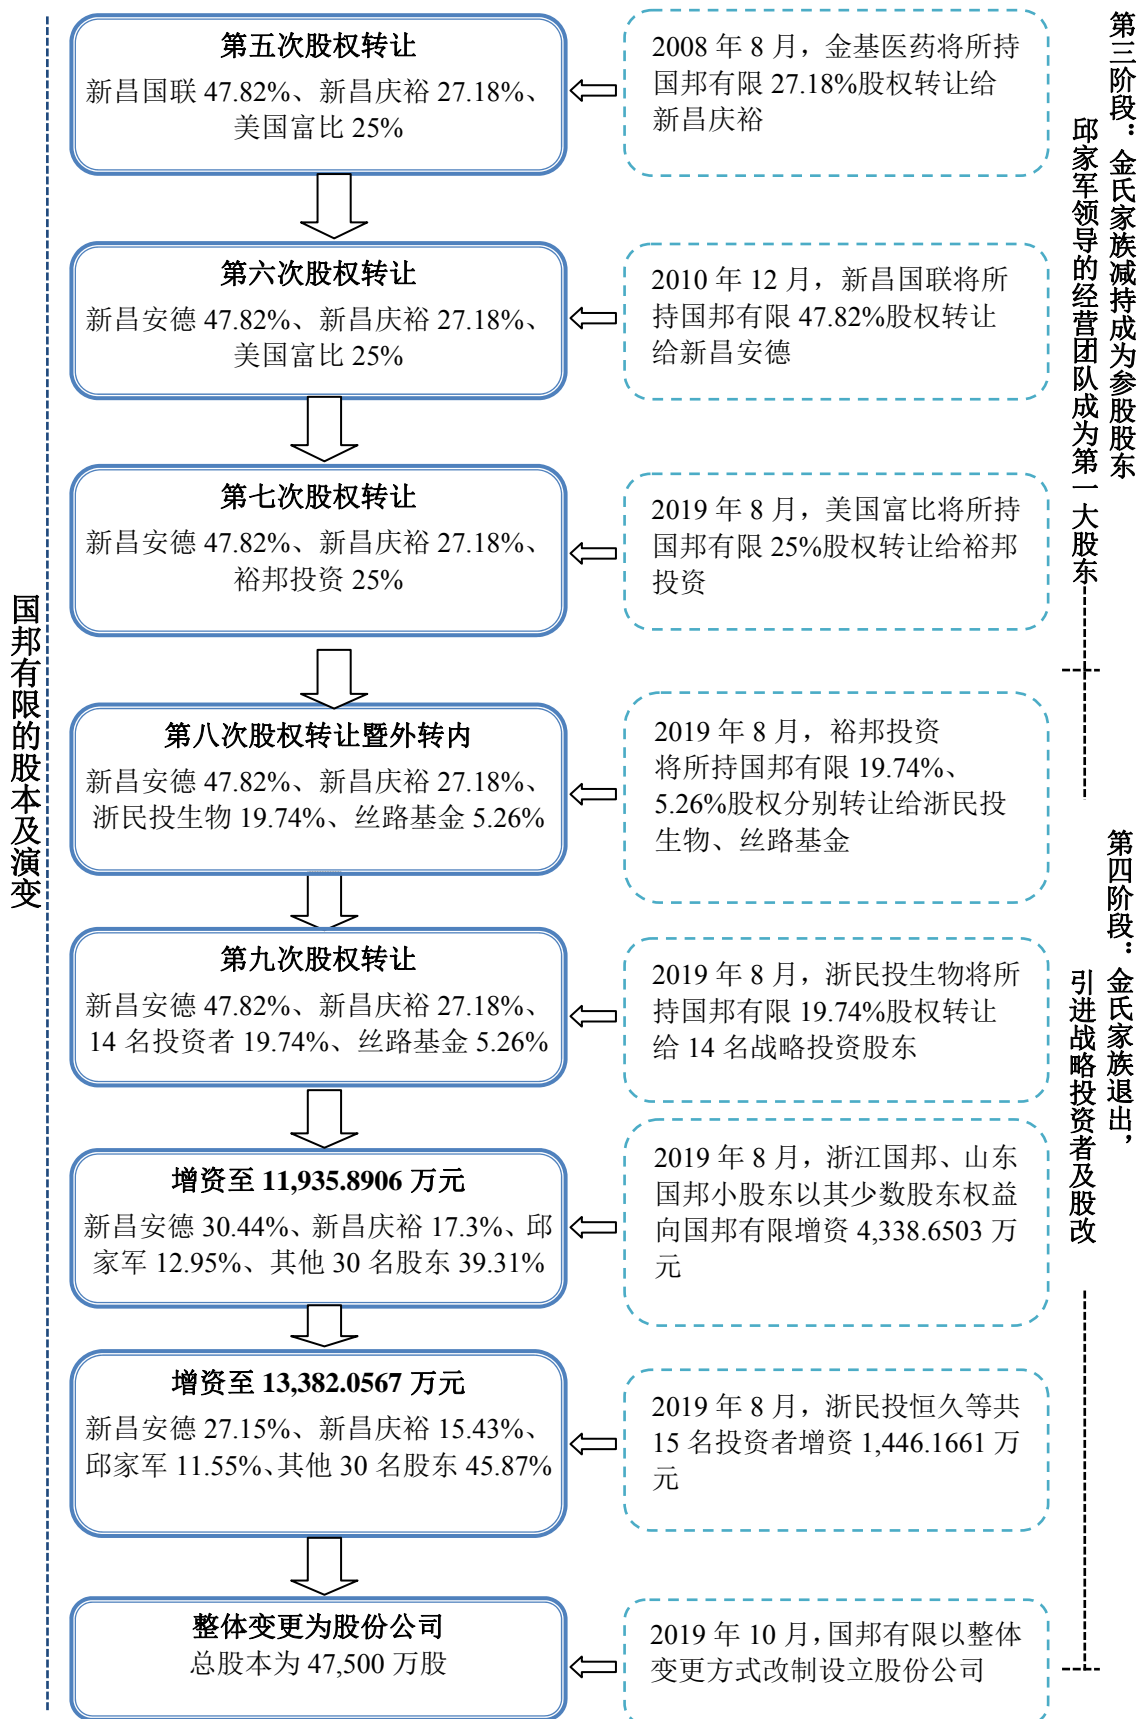 国邦有限的股本及演变
第五次股权转让
新昌国联 47.82%、新昌庆裕 27.18%、
美国富比 25%
2008 年 8 月，金基医药将所持
国邦有限 27.18%股权转让给
新昌庆裕
第六次股权转让
新昌安德 47.82%、新昌庆裕 27.18%、
美国富比 25%
2010 年 12 月，新昌国联将所
持国邦有限 47.82%股权转让
给新昌安德
第七次股权转让
新昌安德 47.82%、新昌庆裕 27.18%、
裕邦投资 25%
2019 年 8 月，美国富比将所持
国邦有限 25%股权转让给裕邦
投资
第三阶段：金氏家族减持成为参股股东
邱家军领导的经营团队成为第一大股东
第八次股权转让暨外转内
新昌安德 47.82%、新昌庆裕 27.18%、
浙民投生物 19.74%、丝路基金 5.26%
2019 年 8 月，裕邦投资
将所持国邦有限 19.74%、
5.26%股权分别转让给浙民投
生物、丝路基金
第九次股权转让
新昌安德 47.82%、新昌庆裕 27.18%、
14 名投资者 19.74%、丝路基金 5.26%
2019 年 8 月，浙民投生物将所
持国邦有限 19.74%股权转让
给 14 名战略投资股东
增资至 11,935.8906 万元
新昌安德 30.44%、新昌庆裕 17.3%、邱
家军 12.95%、其他 30 名股东 39.31%
2019 年 8 月，浙江国邦、山东
国邦小股东以其少数股东权益
向国邦有限增资 4,338.6503 万
元
增资至 13,382.0567 万元
新昌安德 27.15%、新昌庆裕 15.43%、
邱家军 11.55%、其他 30 名股东 45.87%
2019 年 8 月，浙民投恒久等共
15 名投资者增资 1,446.1661 万
元
整体变更为股份公司
总股本为 47,500 万股
2019 年 10 月，国邦有限以整体
变更方式改制设立股份公司
第四阶段：金氏家族退出，
引进战略投资者及股改